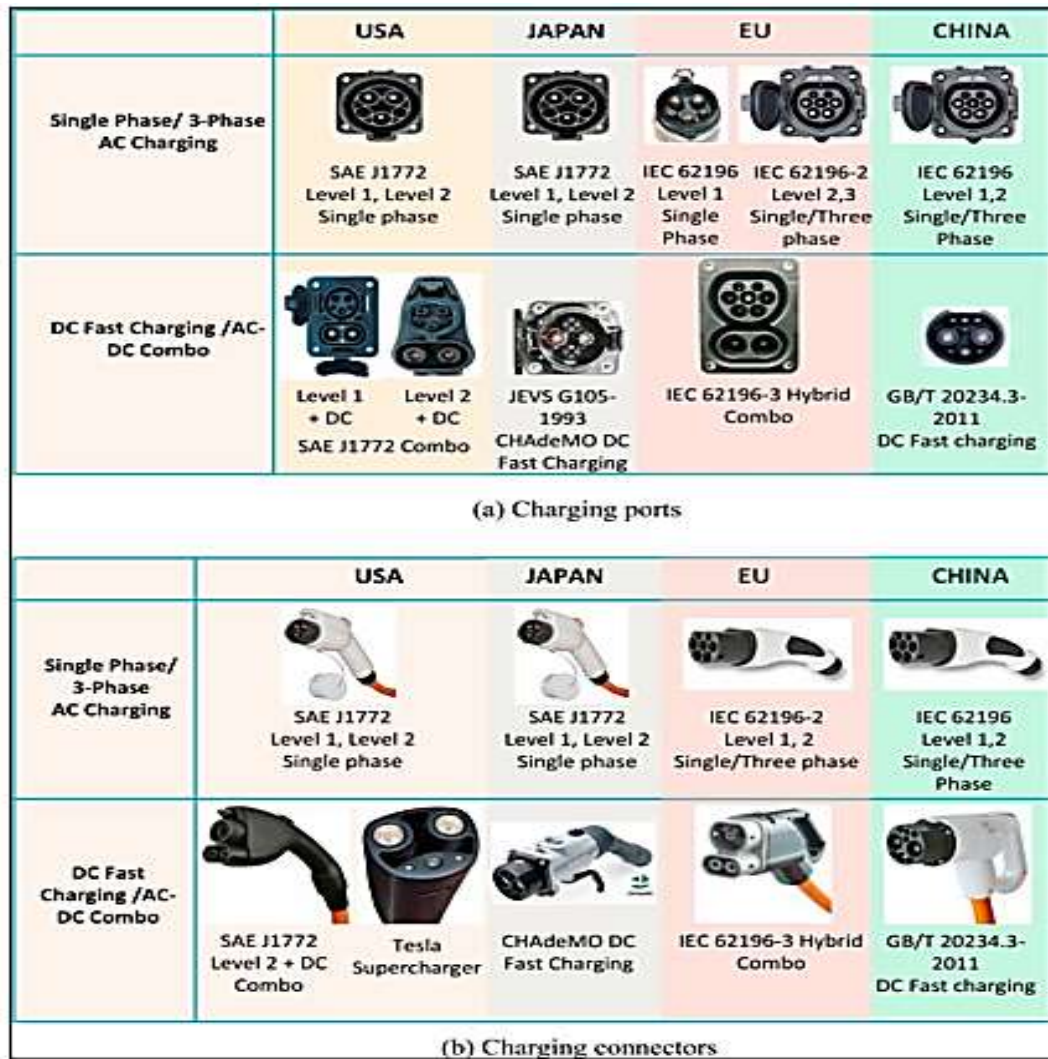 USA JAPAN EU CHINA
Single Phase/ 3-Phase
AC Charging
SAE J1772
Level 1, Level 2
Single phase
SAE J1772
Level 1, Level 2
Single phase
IEC 62196
Level 1
Single
Phase
IEC 62196-2
Level 2,3
Single/Three
phase
IEC 62196
Level 1,2
Single/Three
Phase
DC Fast Charging /AC-
DC Combo
Level 1
+ DC
Level 2
+ DC
SAE J1772 Combo
JEVS G105-
1993
CHAdeMO DC
Fast Charging
IEC 62196-3 Hybrid
Combo
GB/T 20234.3-
2011
DC Fast charging
(a) Charging ports
USA JAPAN EU CHINA
Single Phase/
3-Phase
AC Charging
SAE J1772
Level 1, Level 2
Single phase
SAE J1772
Level 1, Level 2
Single phase
IEC 62196-2
Level 1, 2
Single/Three phase
IEC 62196
Level 1,2
Single/Three
Phase
DC Fast
Charging /AC-
DC Combo
SAE J1772
Level 2 + DC
Combo
Tesla
Supercharger
CHAdeMO DC
Fast Charging
IEC 62196-3 Hybrid
Combo
GB/T 20234.3-
2011
DC Fast charging
(b) Charging connectors